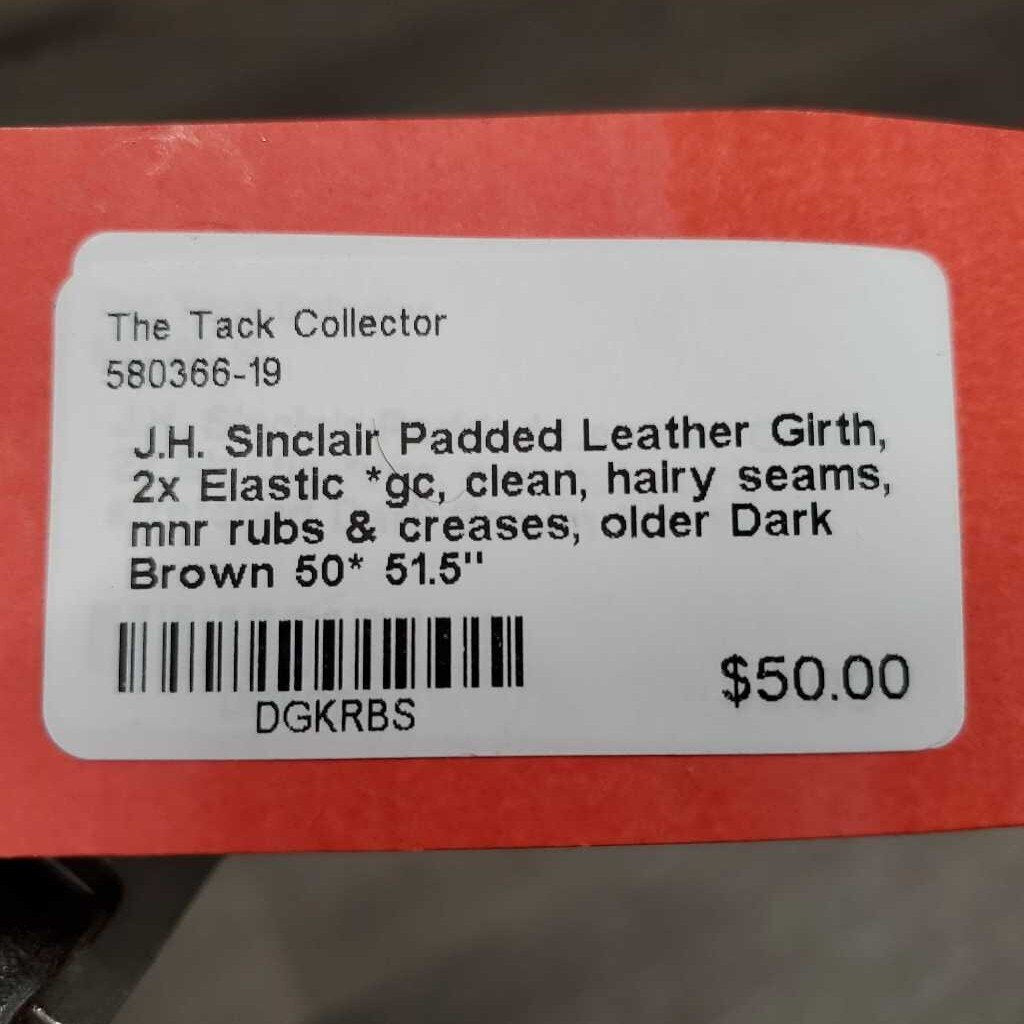 The Tack Collector
580366-19
J.H. Sinclair Padded Leather Girth,
2x Elastic *gc, clean, hairy seams,
mnr rubs & creases, older Dark
Brown 50* 51.5"
DGKRBS
$50.00